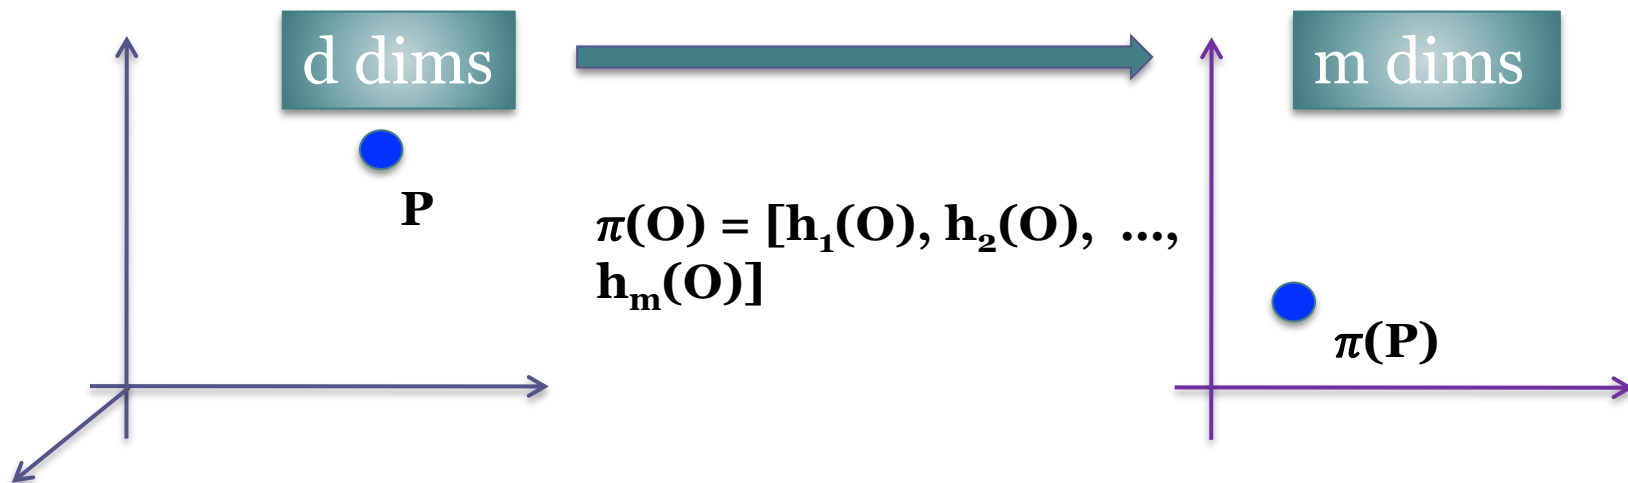 d dims
m dims
P
π(O) = [h₁(O), h₂(O), ...,
hₘ(O)]
π(P)